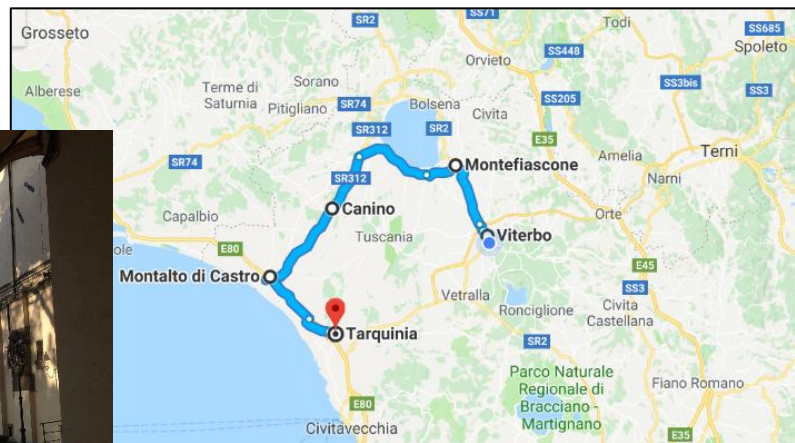 Grosseto
SR2
SS71
Todi
SS685
SS448
Orvieto
Spoleto
Alberese
Terme di
Saturnia
Sorano
SS205
SS3bis
SS3
Pitigliano
SR74
Bolsena
Civita
SR312
SR2
E35
SR74
Montefiascone
Amelia
Terni
SR312
Narni
Capalbio
Canino
Orte
ole
E80
Tuscania
Viterbo
E45
Montalto di Castro
Vetralla
SS3
Ronciglione
Civita
Castellana
Tarquinia
SR2
Parco Naturale
Regionale di
Bracciano -
Martignano
Fiano Romano
E80
Civitavecchia
E35